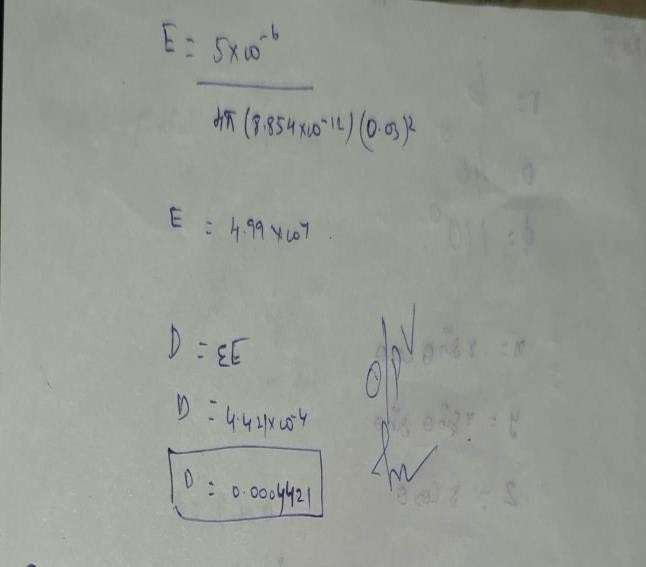 E = 5×10⁻⁶
4π (8.854×10⁻¹²) (0.03)²
E = 4.99 × 10⁷
D = εE
D = 4.421×10⁻⁴
D = 0.0004421